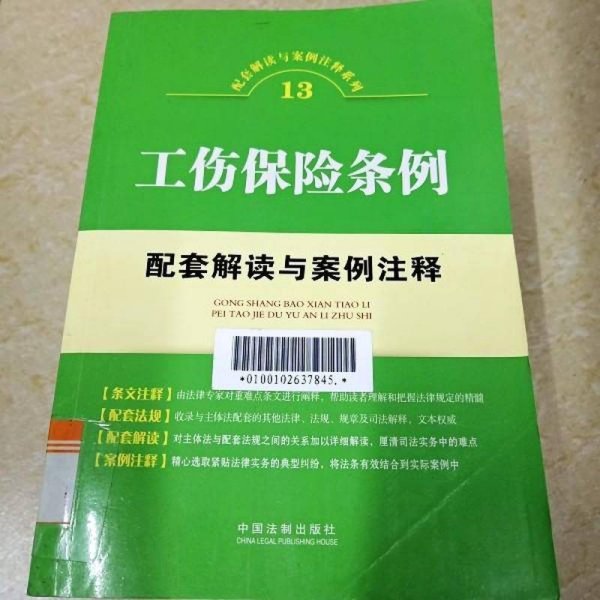 配套解读与案例注释系列
13
工伤保险条例
配套解读与案例注释
GONG SHANG BAO XIAN TIAO LI
PEI TAO JIE DU YU AN LI ZHU SHI
*0100102637845.*
【条文注释】由法律专家对重难点条文进行阐释，帮助读者理解和把握法律规定的精髓
【配套法规】收录与主体法配套的其他法律、法规、规章及司法解释，文本权威
【配套解读】对主体法与配套法规之间的关系加以详细解读，厘清司法实务中的难点
【案例注释】精心选取紧贴法律实务的典型纠纷，将法条有效结合到实际案例中
中国法制出版社
CHINA LEGAL PUBLISHING HOUSE